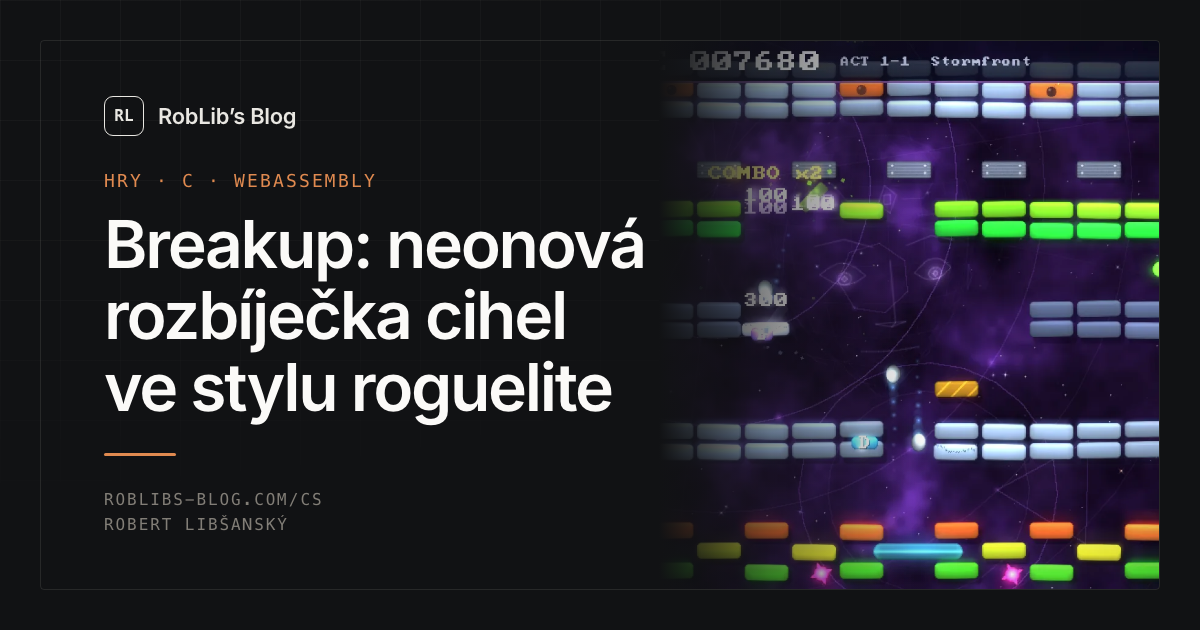 007680 ACT 1-1 Stormfront
RL RobLib’s Blog
HRY · C · WEBASSEMBLY
COMBO x2
100
100 100
Breakup: neonová
rozbíječka cihel
ve stylu roguelite
300
D
ROBLIBS-BLOG.COM/CS
ROBERT LIBŠANSKÝ